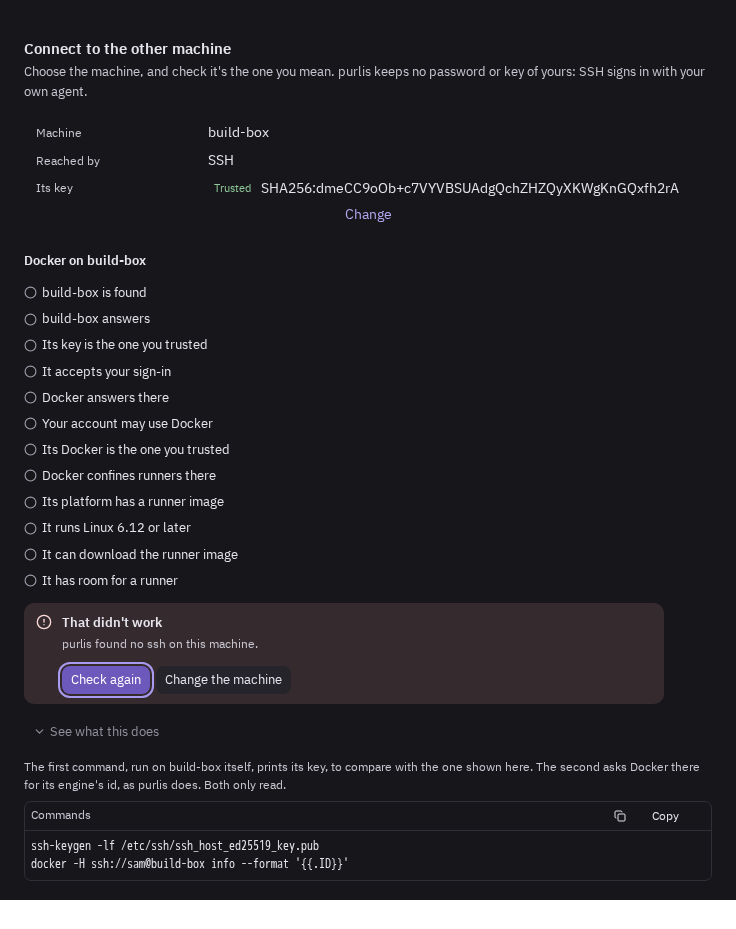 Connect to the other machine
Choose the machine, and check it's the one you mean. purlis keeps no password or key of yours: SSH signs in with your
own agent.
Machine build-box
Reached by SSH
Its key Trusted SHA256:dmeCC9oOb+c7VYVBSUAdgQchZHZQyXKWgKnGQxfh2rA
Change
Docker on build-box
build-box is found
build-box answers
Its key is the one you trusted
It accepts your sign-in
Docker answers there
Your account may use Docker
Its Docker is the one you trusted
Docker confines runners there
Its platform has a runner image
It runs Linux 6.12 or later
It can download the runner image
It has room for a runner
That didn't work
purlis found no ssh on this machine.
Check again Change the machine
See what this does
The first command, run on build-box itself, prints its key, to compare with the one shown here. The second asks Docker there
for its engine's id, as purlis does. Both only read.
Commands Copy
ssh-keygen -lf /etc/ssh/ssh_host_ed25519_key.pub
docker -H ssh://sam@build-box info --format '{{.ID}}'